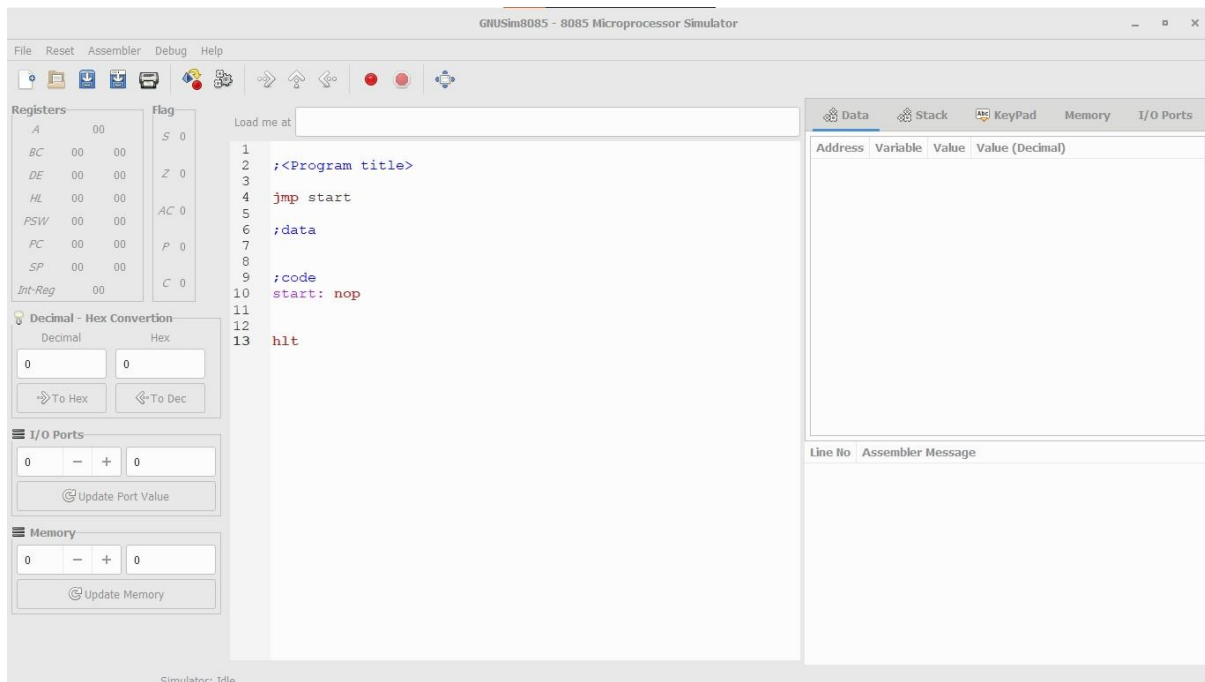 GNUSim8085 - 8085 Microprocessor Simulator
File Reset Assembler Debug Help
Registers
A 00
BC 00 00
DE 00 00
HL 00 00
PSW 00 00
PC 00 00
SP 00 00
Int-Reg 00
Flag
S 0
Z 0
AC 0
P 0
C 0
Decimal - Hex Convertion
Decimal Hex
0 0
To Hex To Dec
I/O Ports
0 − + 0
Update Port Value
Memory
0 − + 0
Update Memory
Load me at
1
2 ;<Program title>
3
4 jmp start
5
6 ;data
7
8
9 ;code
10 start: nop
11
12
13 hlt
Data Stack Abc KeyPad Memory I/O Ports
Address Variable Value Value (Decimal)
Line No Assembler Message
Simulator: Idle